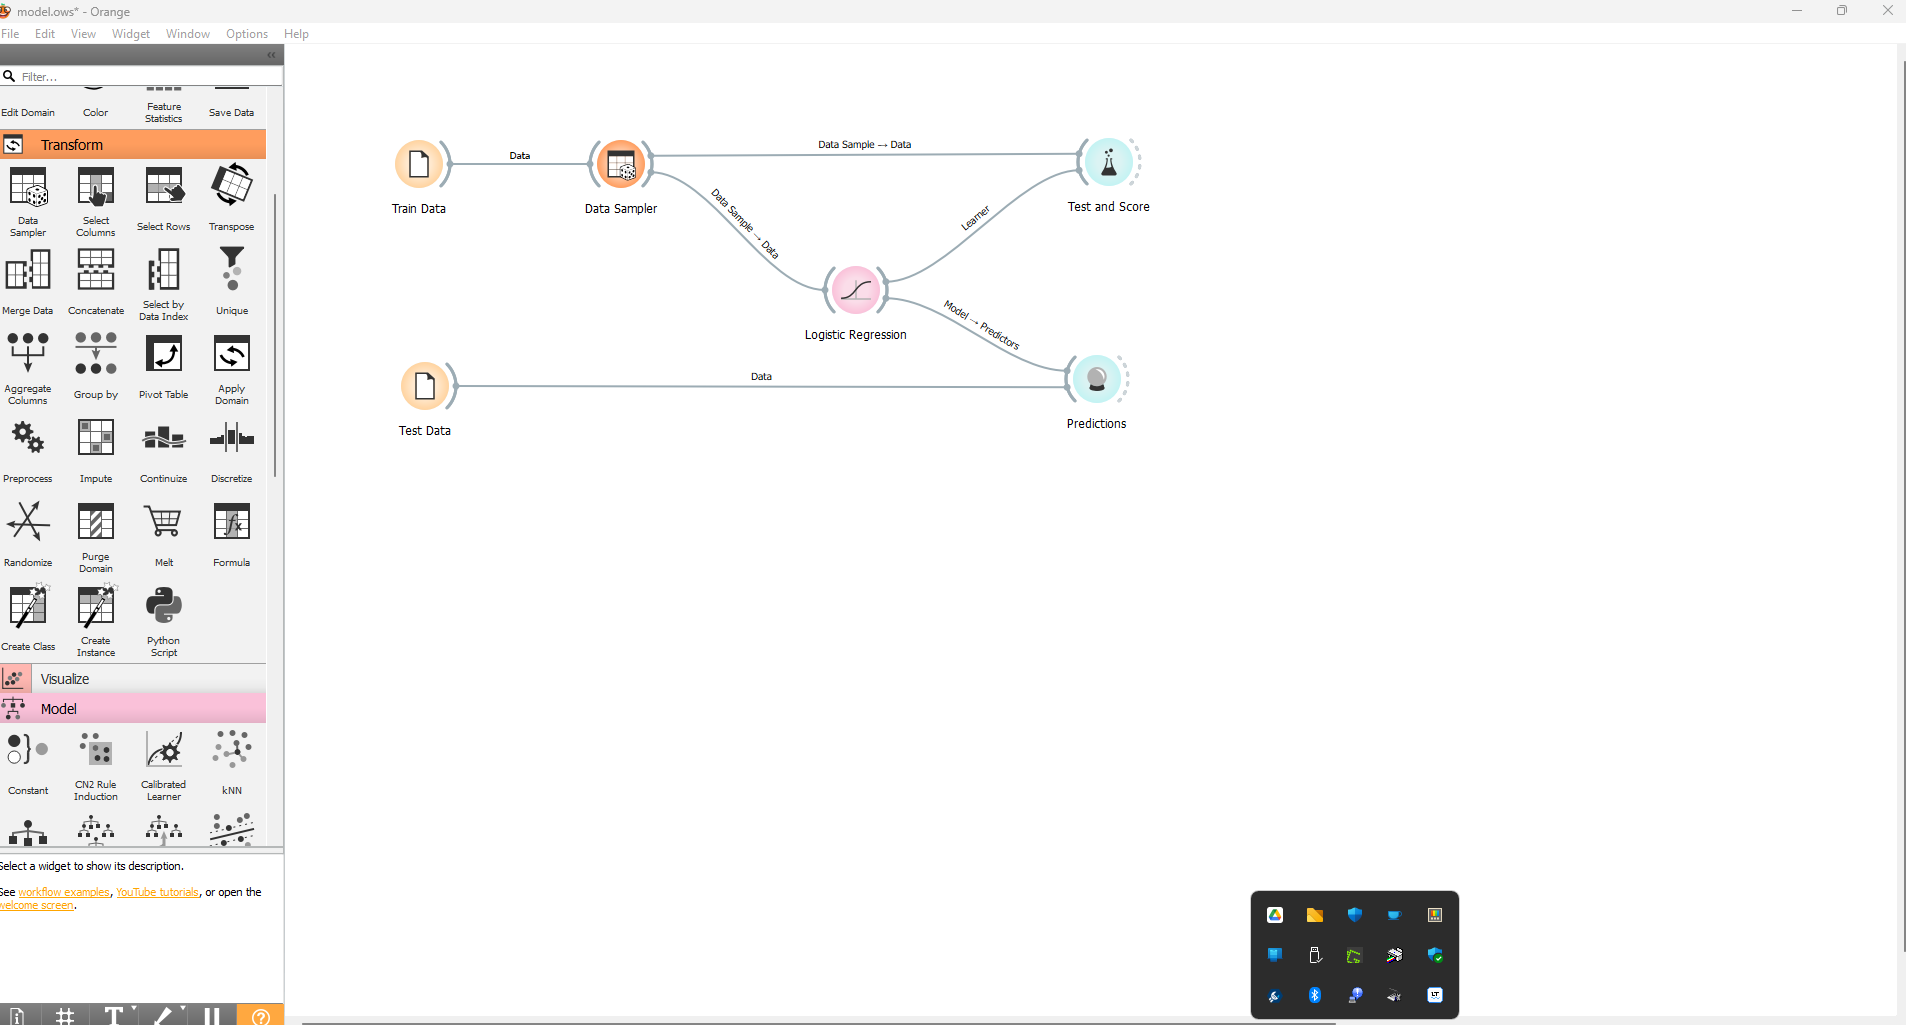 model.ows* - Orange
File Edit View Widget Window Options Help
Filter...
Edit Domain Color Feature Statistics Save Data
Transform
Data Sampler Select Columns Select Rows Transpose
Merge Data Concatenate Select by Data Index Unique
Aggregate Columns Group by Pivot Table Apply Domain
Preprocess Impute Continuize Discretize
Randomize Purge Domain Melt Formula
Create Class Create Instance Python Script
Visualize
Model
Constant CN2 Rule Induction Calibrated Learner kNN
Select a widget to show its description.
See workflow examples, YouTube tutorials, or open the
welcome screen.
Train Data
Data
Data Sampler
Data Sample → Data
Test and Score
Data Sample → Data
Learner
Logistic Regression
Model → Predictors
Test Data
Data
Predictions
LT